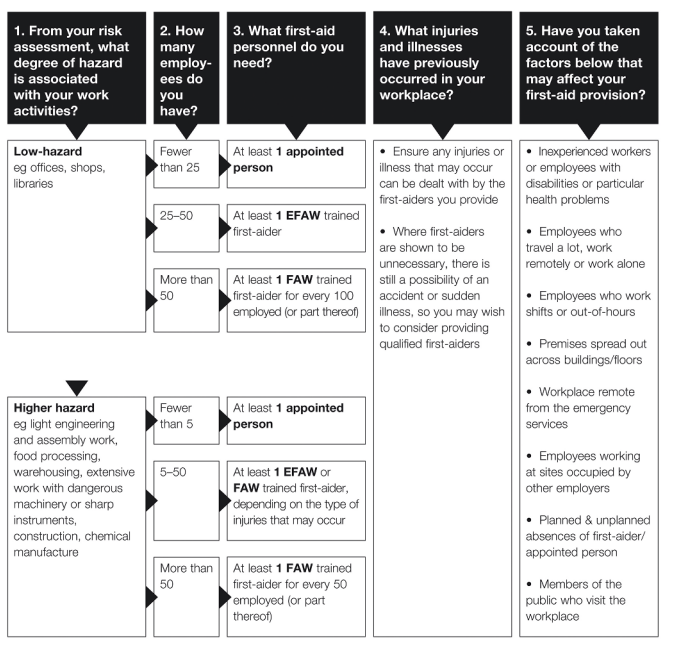 1. From your risk
assessment, what
degree of hazard
is associated
with your work
activities?
2. How
many
employ-
ees do
you
have?
3. What first-aid
personnel do you
need?
4. What injuries
and illnesses
have previously
occurred in your
workplace?
5. Have you taken
account of the
factors below that
may affect your
first-aid provision?
Low-hazard
eg offices, shops,
libraries
Fewer
than 25
At least 1 appointed
person
25–50
At least 1 EFAW trained
first-aider
More than
50
At least 1 FAW trained
first-aider for every 100
employed (or part thereof)
Higher hazard
eg light engineering
and assembly work,
food processing,
warehousing, extensive
work with dangerous
machinery or sharp
instruments,
construction, chemical
manufacture
Fewer
than 5
At least 1 appointed
person
5–50
At least 1 EFAW or
FAW trained first-aider,
depending on the type of
injuries that may occur
More than
50
At least 1 FAW trained
first-aider for every 50
employed (or part
thereof)
• Ensure any injuries or
illness that may occur
can be dealt with by the
first-aiders you provide
• Where first-aiders
are shown to be
unnecessary, there is
still a possibility of an
accident or sudden
illness, so you may wish
to consider providing
qualified first-aiders
• Inexperienced workers
or employees with
disabilities or particular
health problems
• Employees who
travel a lot, work
remotely or work alone
• Employees who work
shifts or out-of-hours
• Premises spread out
across buildings/floors
• Workplace remote
from the emergency
services
• Employees working
at sites occupied by
other employers
• Planned & unplanned
absences of first-aider/
appointed person
• Members of the
public who visit the
workplace